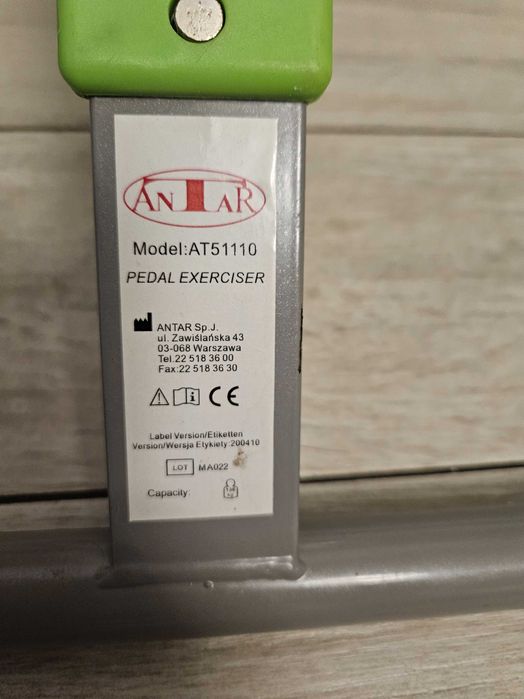 ANTAR
Model:AT51110
PEDAL EXERCISER
ANTAR Sp.J.
ul. Zawiślańska 43
03-068 Warszawa
Tel.22 518 36 00
Fax:22 518 36 30
CE
Label Version/Etiketten
Version/Wersja Etykiety:200410
LOT MA022
Capacity:
kg